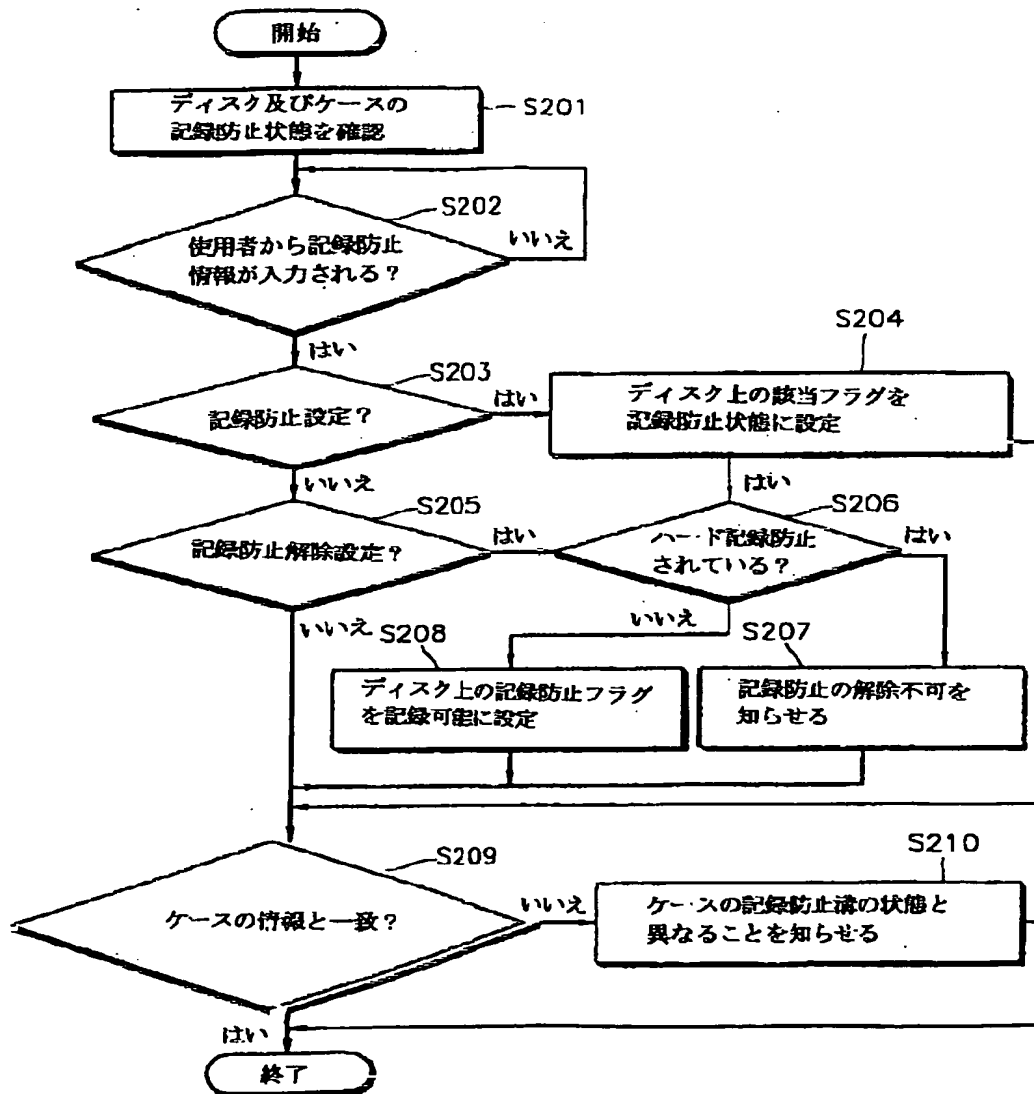 開始
ディスク及びケースの
記録防止状態を確認
S201
S202
使用者から記録防止
情報が入力される?
いいえ
はい
S203
記録防止設定?
はい
S204
ディスク上の該当フラグを
記録防止状態に設定
いいえ
はい
S205
記録防止解除設定?
はい
S206
ハード記録防止
されている?
はい
いいえ
いいえ
S208
ディスク上の記録防止フラグ
を記録可能に設定
S207
記録防止の解除不可を
知らせる
S209
ケースの情報と一致?
いいえ
S210
ケースの記録防止溝の状態と
異なることを知らせる
はい
終了